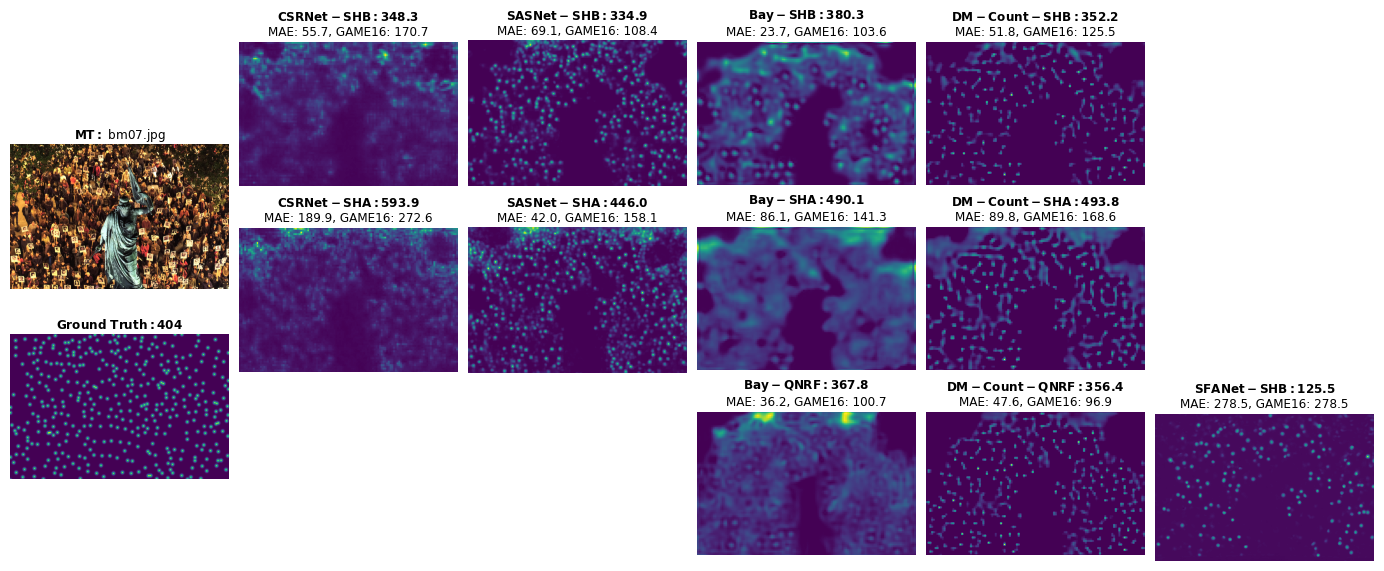 MT: bm07.jpg
Ground Truth: 404
CSRNet − SHB: 348.3
MAE: 55.7, GAME16: 170.7
SASNet − SHB: 334.9
MAE: 69.1, GAME16: 108.4
Bay − SHB: 380.3
MAE: 23.7, GAME16: 103.6
DM − Count − SHB: 352.2
MAE: 51.8, GAME16: 125.5
CSRNet − SHA: 593.9
MAE: 189.9, GAME16: 272.6
SASNet − SHA: 446.0
MAE: 42.0, GAME16: 158.1
Bay − SHA: 490.1
MAE: 86.1, GAME16: 141.3
DM − Count − SHA: 493.8
MAE: 89.8, GAME16: 168.6
Bay − QNRF: 367.8
MAE: 36.2, GAME16: 100.7
DM − Count − QNRF: 356.4
MAE: 47.6, GAME16: 96.9
SFANet − SHB: 125.5
MAE: 278.5, GAME16: 278.5